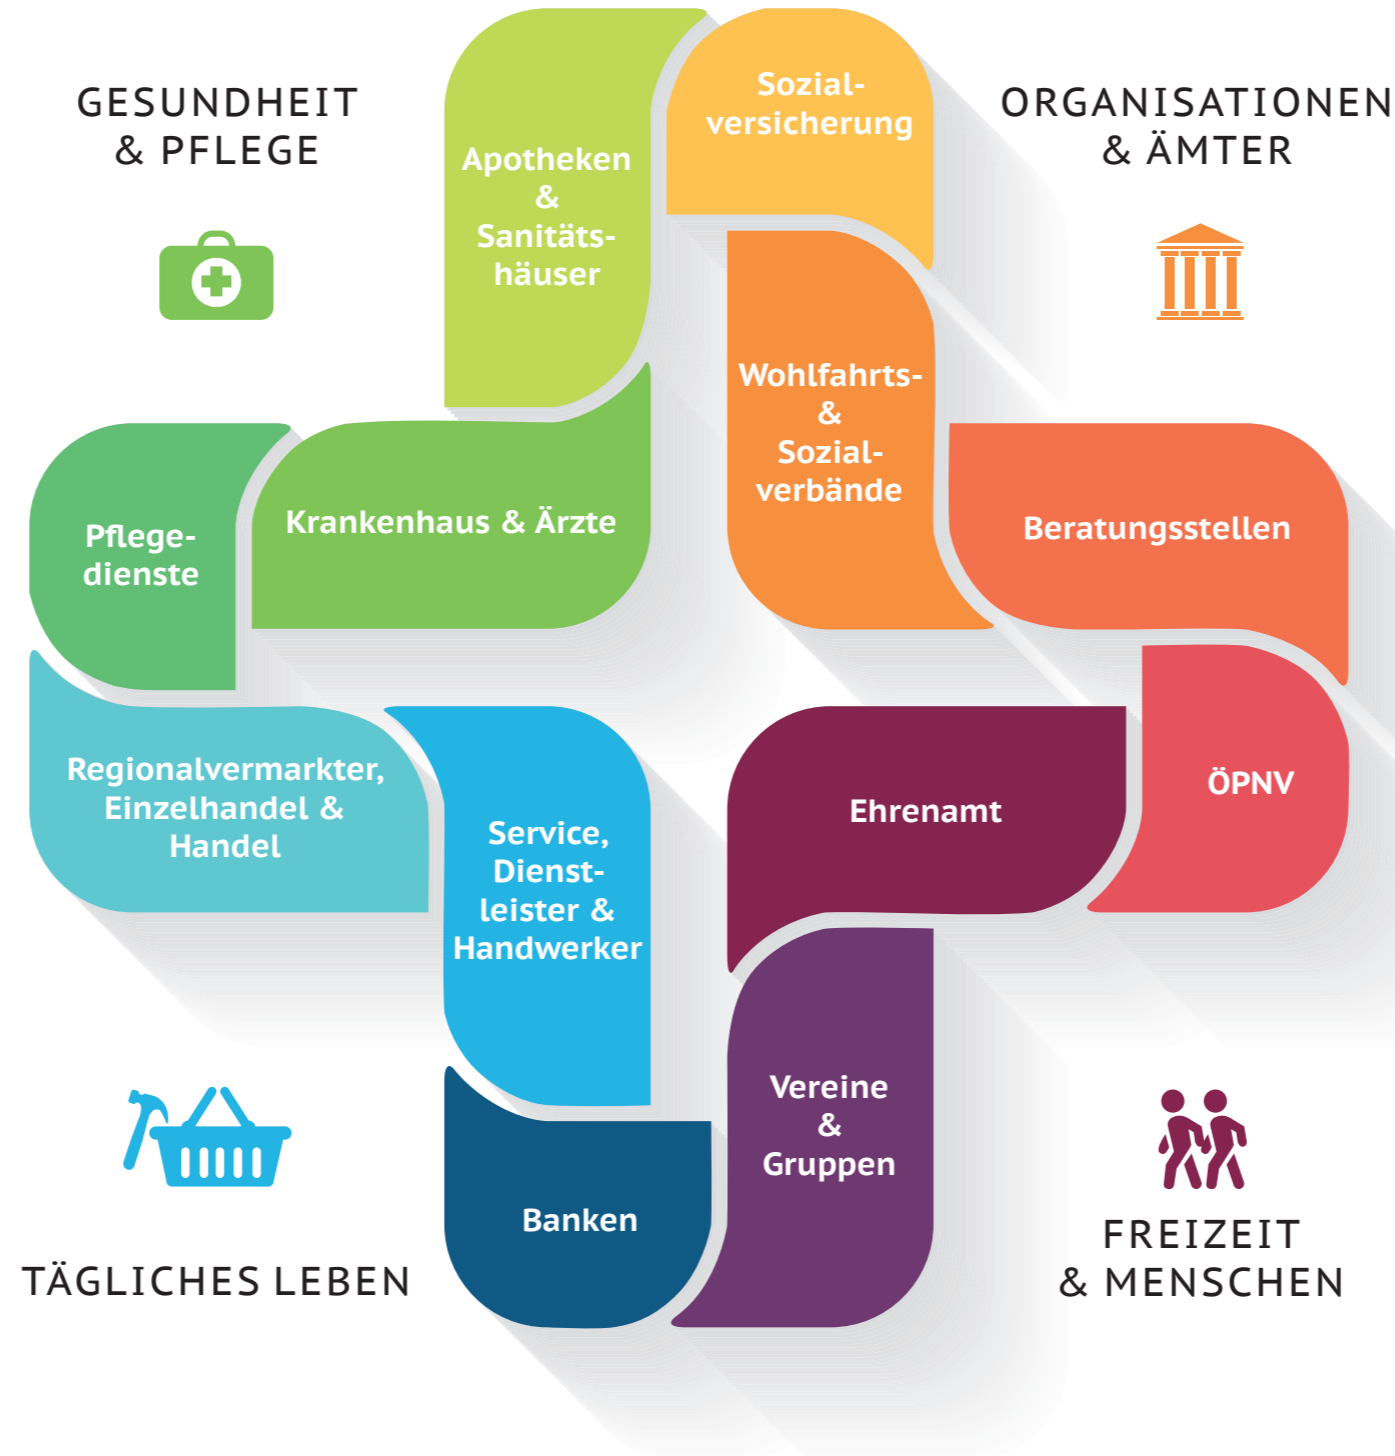 GESUNDHEIT
& PFLEGE
Apotheken
&
Sanitäts-
häuser
Sozial-
versicherung
ORGANISATIONEN
& ÄMTER
Wohlfahrts-
&
Sozial-
verbände
Pflege-
dienste
Krankenhaus & Ärzte
Beratungsstellen
Regionalvermarkter,
Einzelhandel &
Handel
Service,
Dienst-
leister &
Handwerker
Ehrenamt
ÖPNV
Vereine
&
Gruppen
Banken
TÄGLICHES LEBEN
FREIZEIT
& MENSCHEN